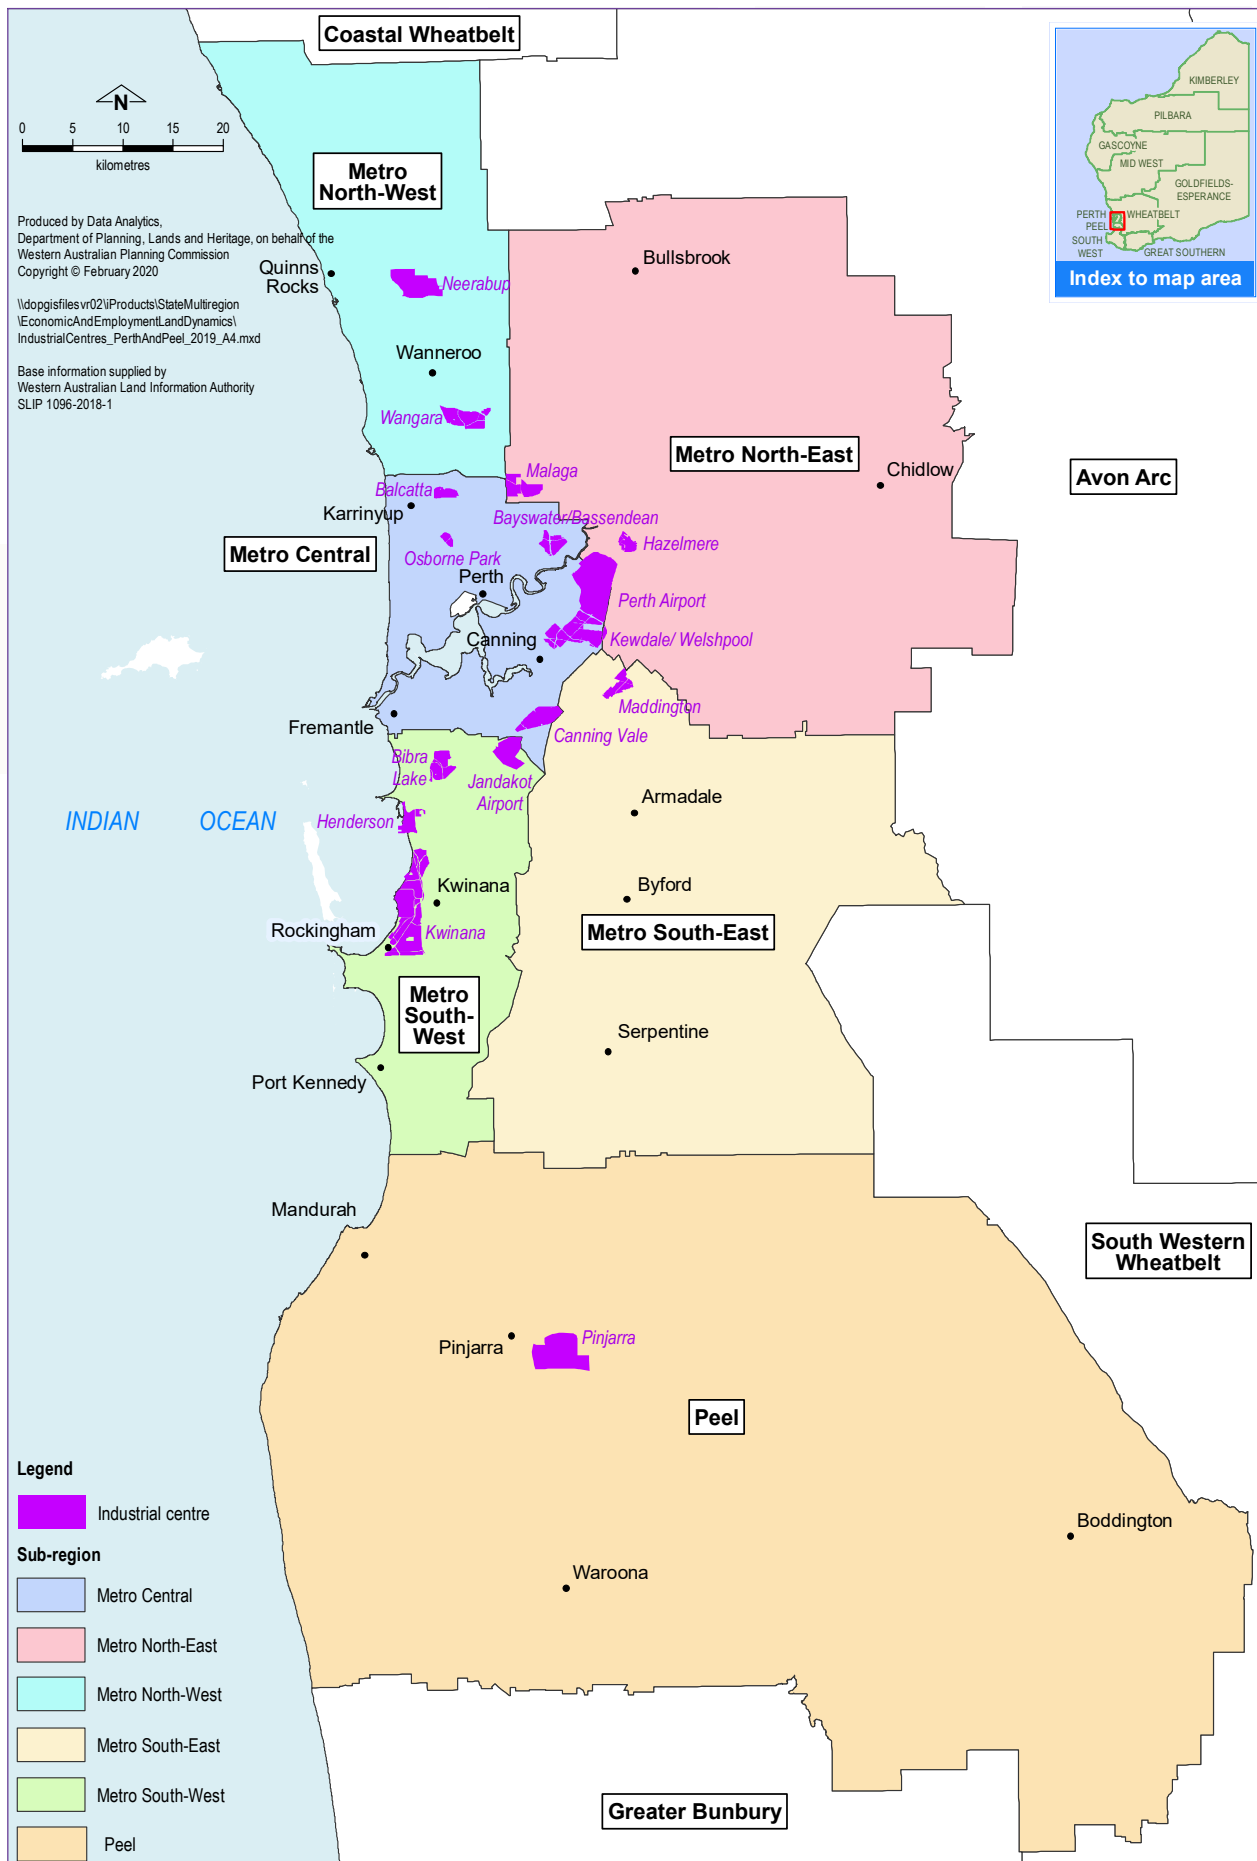 Coastal Wheatbelt
N
0 5 10 15 20
kilometres
Metro
North-West
Produced by Data Analytics,
Department of Planning, Lands and Heritage, on behalf of the
Western Australian Planning Commission
Copyright © February 2020
\\dopgisfilesvr02\iProducts\StateMultiregion
\EconomicAndEmploymentLandDynamics\
IndustrialCentres_PerthAndPeel_2019_A4.mxd
Base information supplied by
Western Australian Land Information Authority
SLIP 1096-2018-1
KIMBERLEY
PILBARA
GASCOYNE
MID WEST
GOLDFIELDS-
ESPERANCE
PERTH
PEEL
WHEATBELT
SOUTH
WEST
GREAT SOUTHERN
Index to map area
Quinns
Rocks
Neerabup
Bullsbrook
Wanneroo
Wangara
Metro North-East
Malaga
Chidlow
Avon Arc
Balcatta
Karrinyup
Bayswater/Bassendean
Metro Central
Osborne Park
Hazelmere
Perth
Perth Airport
Canning
Kewdale/ Welshpool
Maddington
Fremantle
Canning Vale
Bibra
Lake
Jandakot
Airport
Armadale
INDIAN OCEAN
Henderson
Byford
Kwinana
Rockingham
Kwinana
Metro South-East
Metro
South-
West
Serpentine
Port Kennedy
Mandurah
South Western
Wheatbelt
Pinjarra
Pinjarra
Peel
Boddington
Waroona
Greater Bunbury
Legend
Industrial centre
Sub-region
Metro Central
Metro North-East
Metro North-West
Metro South-East
Metro South-West
Peel